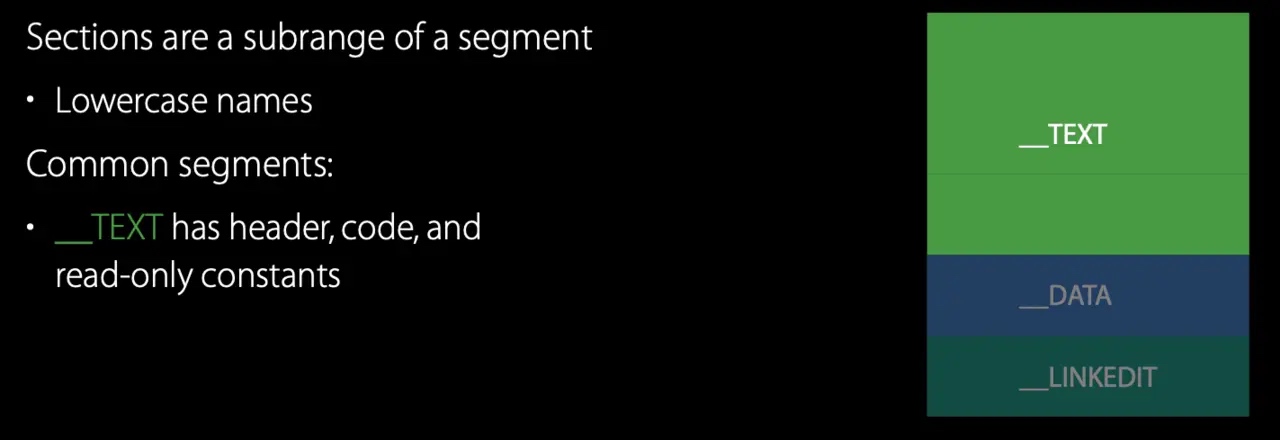 Sections are a subrange of a segment
• Lowercase names
Common segments:
• __TEXT has header, code, and
read-only constants
__TEXT
__DATA
__LINKEDIT